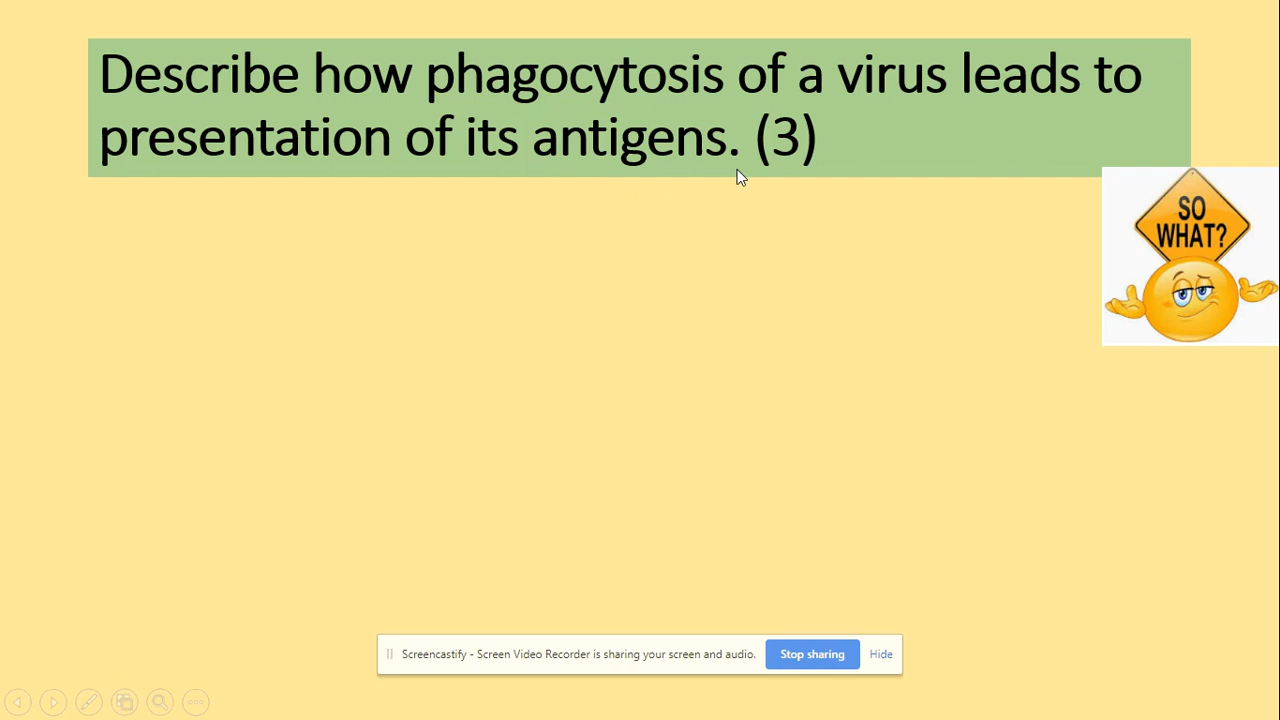 Describe how phagocytosis of a virus leads to
presentation of its antigens. (3)
SO
WHAT?
Screencastify - Screen Video Recorder is sharing your screen and audio.
Stop sharing
Hide